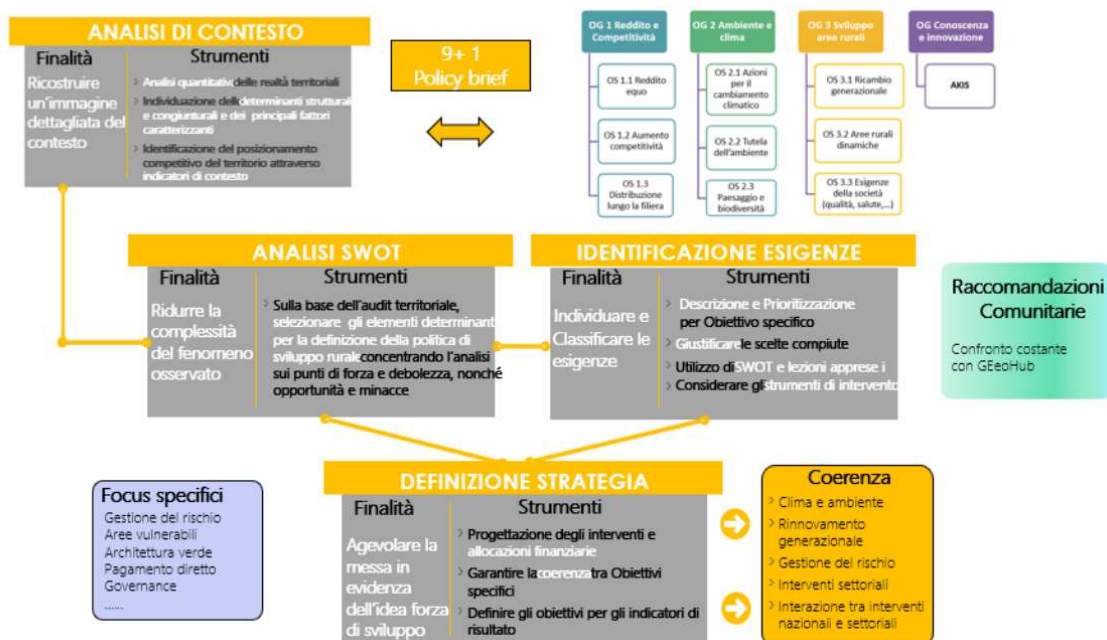 ANALISI DI CONTESTO
Finalità
Ricostruire
un'immagine
dettagliata del
contesto
Strumenti
Analisi quantitativa delle realtà territoriali
Individuazione delle determinanti strutturali
e congiunturali e dei principali fattori
caratterizzanti
Identificazione del posizionamento
competitivo del territorio attraverso
indicatori di contesto
9+ 1
Policy brief
OG 1 Reddito e
Competitività
OS 1.1 Reddito
equo
OS 1.2 Aumento
competitività
OS 1.3
Distribuzione
lungo la filiera
OG 2 Ambiente e
clima
OS 2.1 Azioni
per il
cambiamento
climatico
OS 2.2 Tutela
dell'ambiente
OS 2.3
Paesaggio e
biodiversità
OG 3 Sviluppo
aree rurali
OS 3.1 Ricambio
generazionale
OS 3.2 Aree rurali
dinamiche
OS 3.3 Esigenze
della società
(qualità, salute,...)
OG Conoscenza
e innovazione
AKIS
ANALISI SWOT
Finalità
Ridurre la
complessità
del fenomeno
osservato
Strumenti
Sulla base dell'audit territoriale,
selezionare gli elementi determinant
per la definizione della politica di
sviluppo rurale concentrando l'analisi
sui punti di forza e debolezza, nonché
opportunità e minacce
IDENTIFICAZIONE ESIGENZE
Finalità
Individuare e
Classificare le
esigenze
Strumenti
Descrizione e Prioritizzazione
per Obiettivo specifico
Giustificare le scelte compiute
Utilizzo di SWOT e lezioni apprese i
Considerare gli strumenti di intervento
Raccomandazioni
Comunitarie
Confronto costante
con GEeoHub
Focus specifici
Gestione del rischio
Aree vulnerabili
Architettura verde
Pagamento diretto
Governance
......
DEFINIZIONE STRATEGIA
Finalità
Agevolare la
messa in
evidenza
dell'idea forza
di sviluppo
Strumenti
Progettazione degli interventi e
allocazioni finanziarie
Garantire la coerenza tra Obiettivi
specifici
Definire gli obiettivi per gli indicatori di
risultato
Coerenza
Clima e ambiente
Rinnovamento
generazionale
Gestione del rischio
Interventi settoriali
Interazione tra interventi
nazionali e settoriali